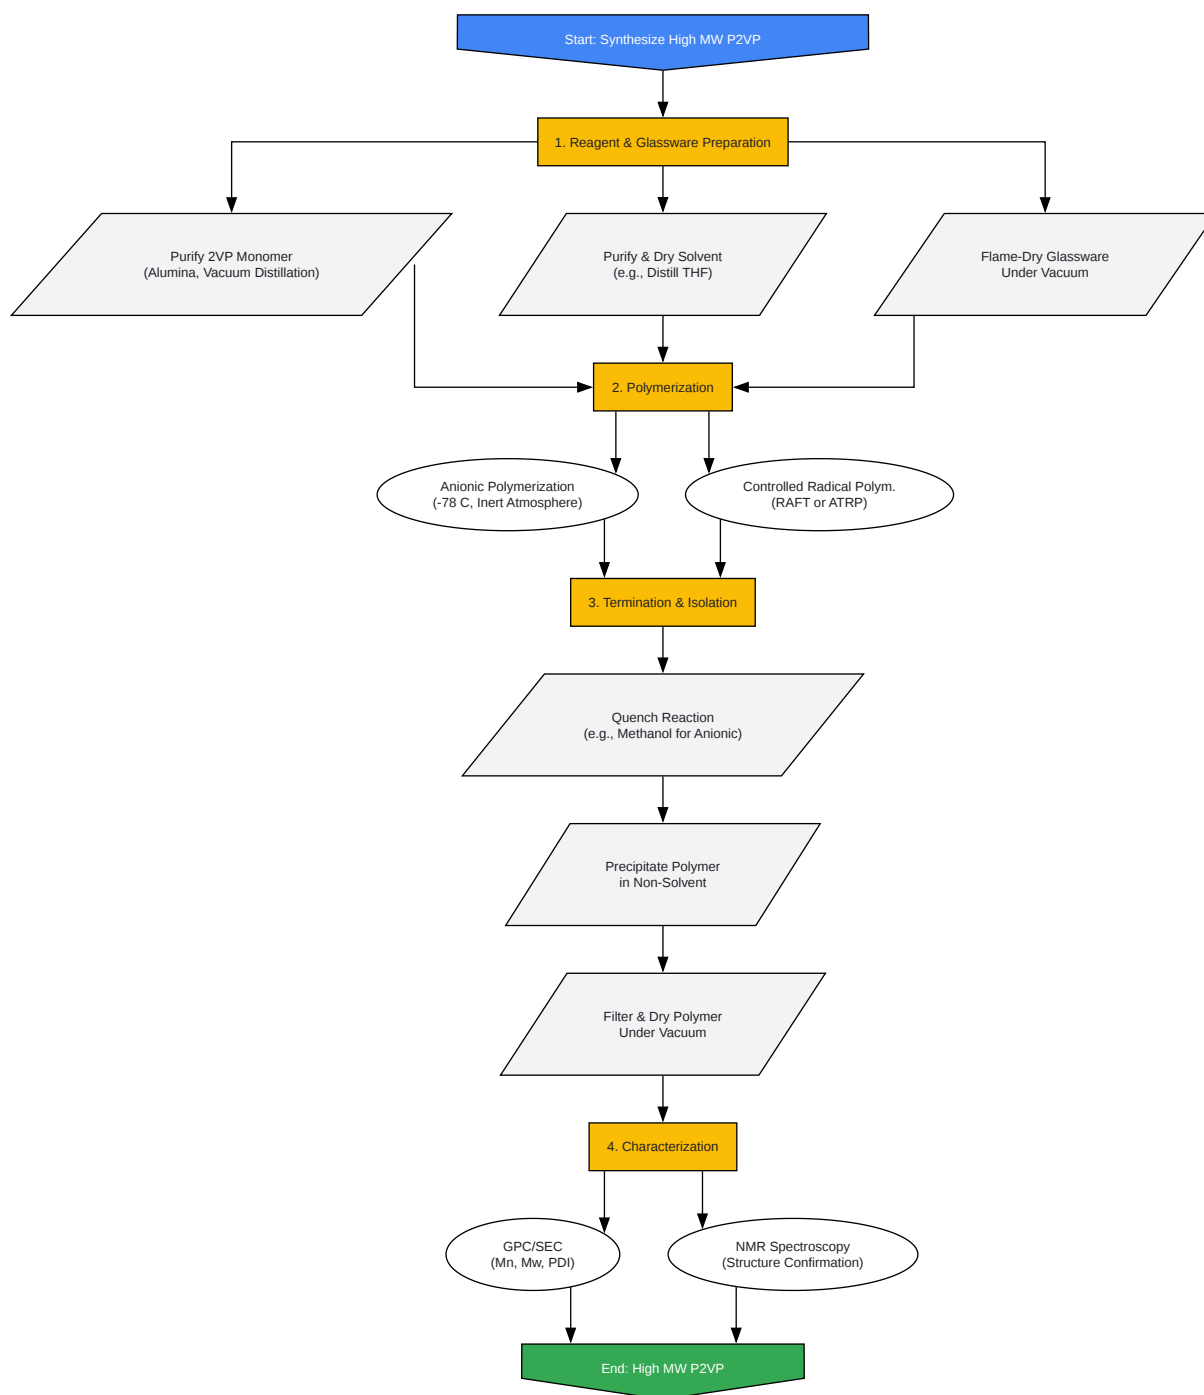 Start: Synthesize High MW P2VP
1. Reagent & Glassware Preparation
Purify 2VP Monomer
(Alumina, Vacuum Distillation)
Purify & Dry Solvent
(e.g., Distill THF)
Flame-Dry Glassware
Under Vacuum
2. Polymerization
Anionic Polymerization
(-78 C, Inert Atmosphere)
Controlled Radical Polym.
(RAFT or ATRP)
3. Termination & Isolation
Quench Reaction
(e.g., Methanol for Anionic)
Precipitate Polymer
in Non-Solvent
Filter & Dry Polymer
Under Vacuum
4. Characterization
GPC/SEC
(Mn, Mw, PDI)
NMR Spectroscopy
(Structure Confirmation)
End: High MW P2VP